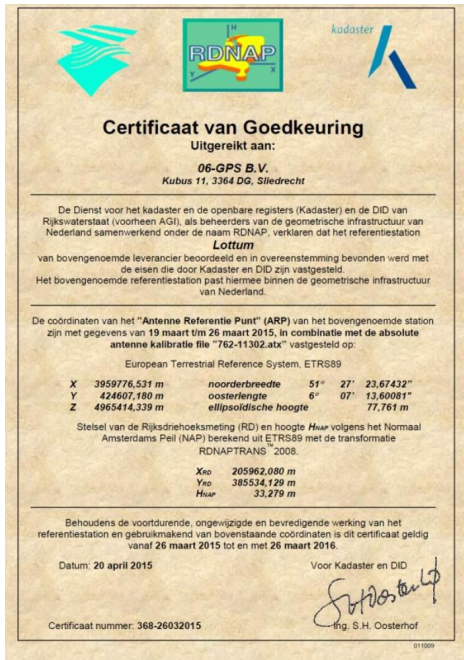 H
kadaster
RDNAP
Y X
Certificaat van Goedkeuring
Uitgereikt aan:
06-GPS B.V.
Kubus 11, 3364 DG, Sliedrecht
De Dienst voor het kadaster en de openbare registers (Kadaster) en de DID van
Rijkswaterstaat (voorheen AGI), als beheerders van de geometrische infrastructuur van
Nederland samenwerkend onder de naam RDNAP, verklaren dat het referentiestation
Lottum
van bovengenoemde leverancier beoordeeld en in overeenstemming bevonden werd met
de eisen die door Kadaster en DID zijn vastgesteld.
Het bovengenoemde referentiestation past hiermee binnen de geometrische infrastructuur
van Nederland.
De coördinaten van het "Antenne Referentie Punt" (ARP) van het bovengenoemde station
zijn met gegevens van 19 maart t/m 26 maart 2015, in combinatie met de absolute
antenne kalibratie file "762-11302.atx" vastgesteld op:
European Terrestrial Reference System, ETRS89
X 3959776,531 m noorderbreedte 51° 27' 23,67432"
Y 424607,180 m oosterlengte 6° 07' 13,60081"
Z 4965414,339 m ellipsoïdische hoogte 77,761 m
Stelsel van de Rijksdriehoeksmeting (RD) en hoogte HNAP volgens het Normaal
Amsterdams Peil (NAP) berekend uit ETRS89 met de transformatie
RDNAPTRANS™2008.
XRD 205962,080 m
YRD 385534,129 m
HNAP 33,279 m
Behoudens de voortdurende, ongewijzigde en bevredigende werking van het
referentiestation en gebruikmakend van bovenstaande coördinaten is dit certificaat geldig
vanaf 26 maart 2015 tot en met 26 maart 2016.
Datum: 20 april 2015 Voor Kadaster en DID
Certificaat nummer: 368-26032015 Ing. S.H. Oosterhof
011009